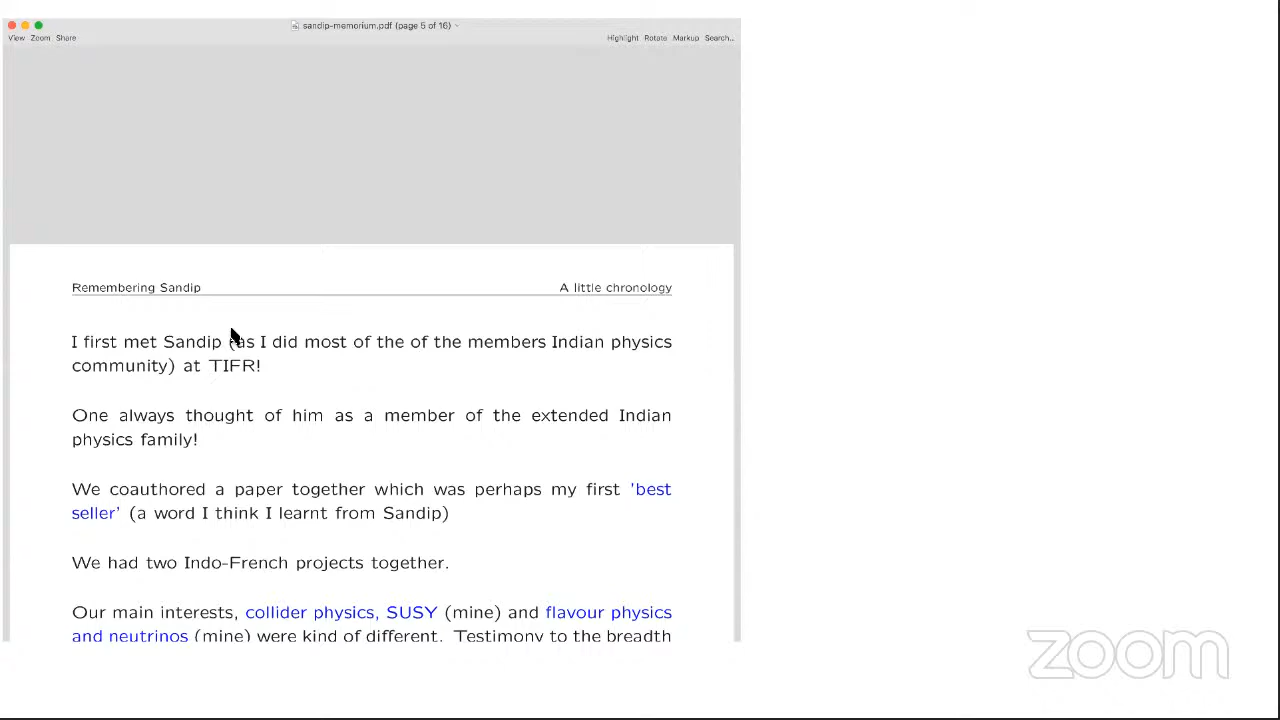 sandip-memorium.pdf (page 5 of 16)
View Zoom Share Highlight Rotate Markup Search...
Remembering Sandip A little chronology
I first met Sandip (as I did most of the of the members Indian physics
community) at TIFR!
One always thought of him as a member of the extended Indian
physics family!
We coauthored a paper together which was perhaps my first 'best
seller' (a word I think I learnt from Sandip)
We had two Indo-French projects together.
Our main interests, collider physics, SUSY (mine) and flavour physics
and neutrinos (mine) were kind of different. Testimony to the breadth
zoom